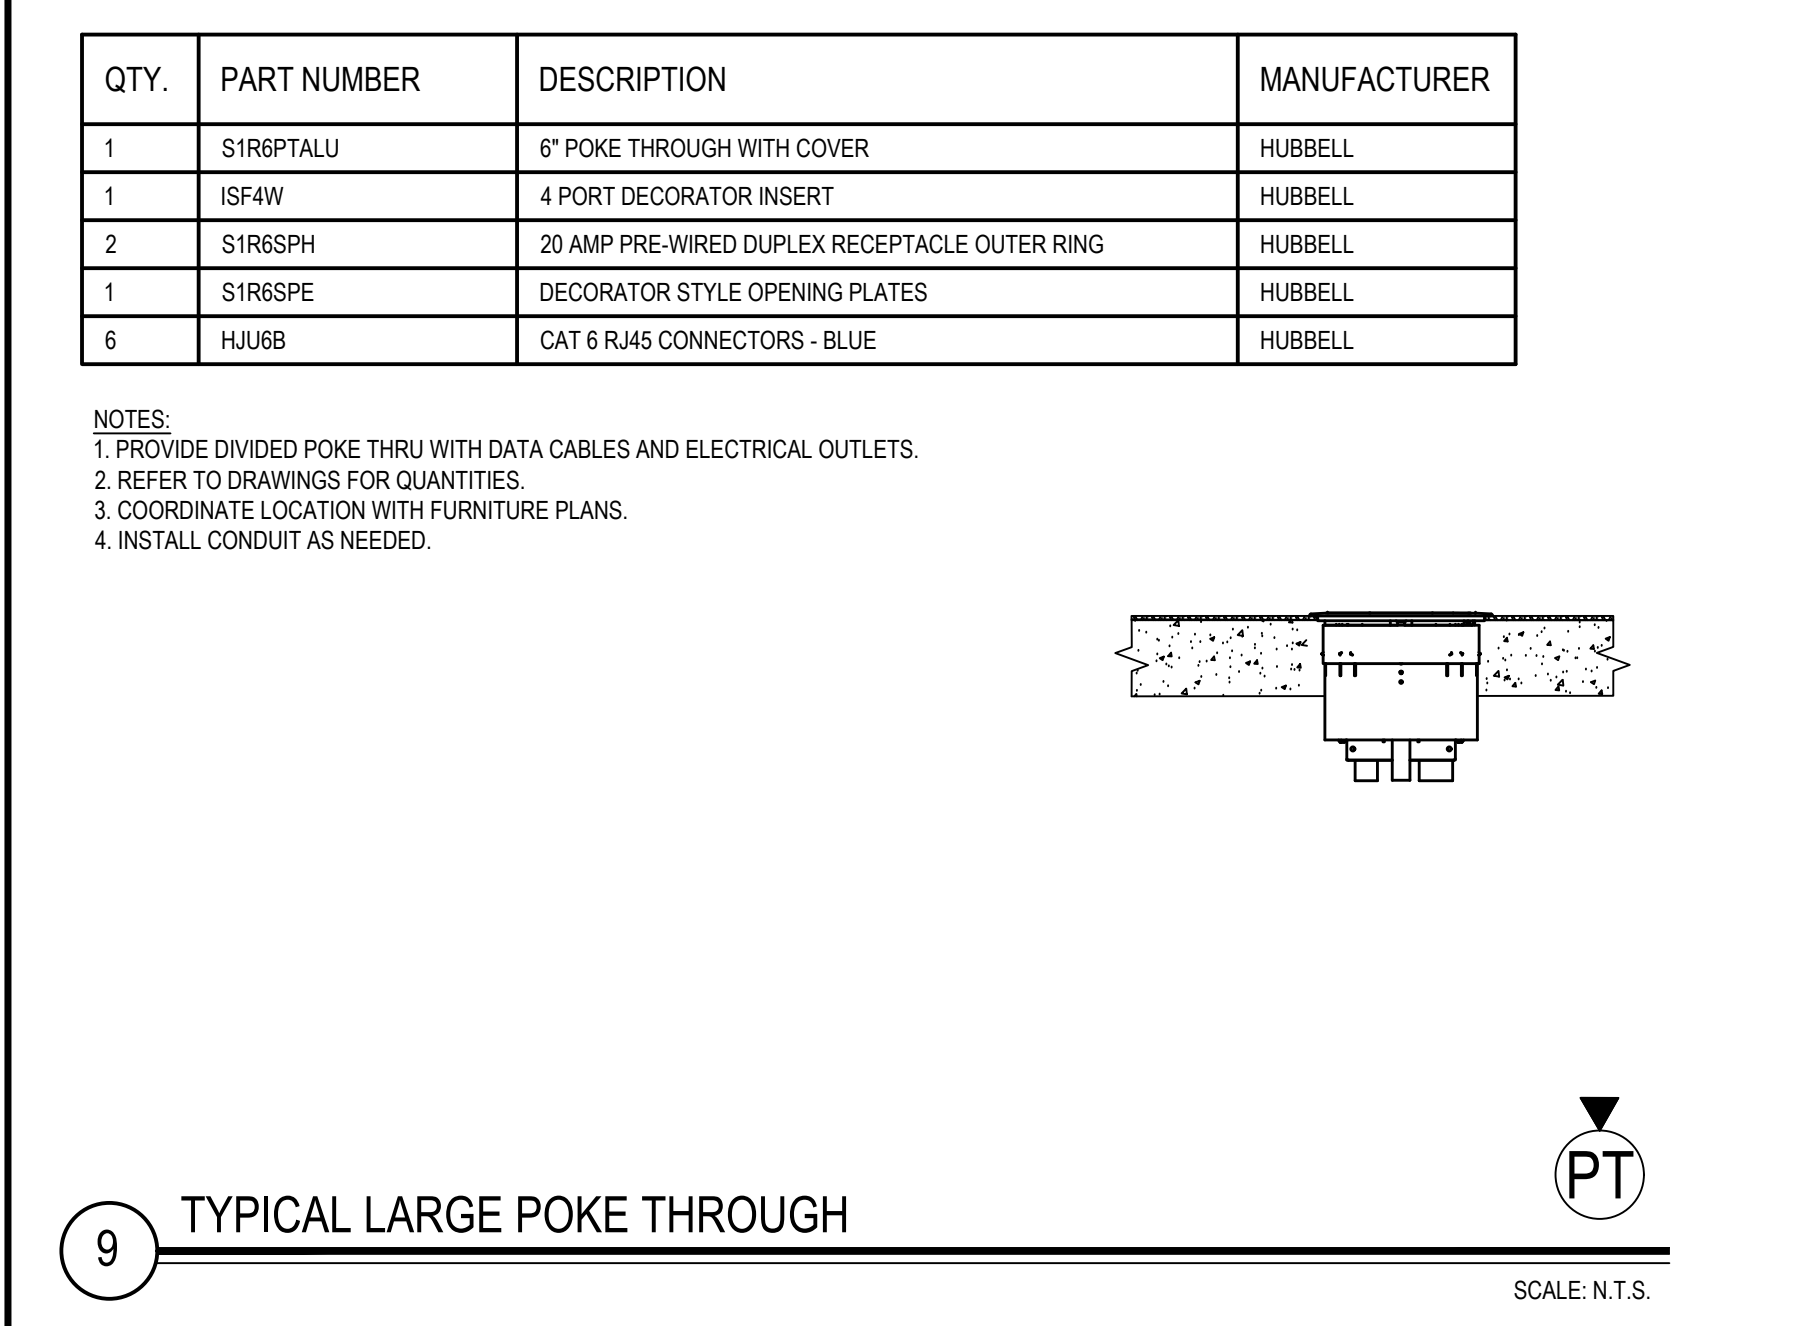 QTY. PART NUMBER DESCRIPTION MANUFACTURER
1 S1R6PTALU 6" POKE THROUGH WITH COVER HUBBELL
1 ISF4W 4 PORT DECORATOR INSERT HUBBELL
2 S1R6SPH 20 AMP PRE-WIRED DUPLEX RECEPTACLE OUTER RING HUBBELL
1 S1R6SPE DECORATOR STYLE OPENING PLATES HUBBELL
6 HJU6B CAT 6 RJ45 CONNECTORS - BLUE HUBBELL
NOTES:
1. PROVIDE DIVIDED POKE THRU WITH DATA CABLES AND ELECTRICAL OUTLETS.
2. REFER TO DRAWINGS FOR QUANTITIES.
3. COORDINATE LOCATION WITH FURNITURE PLANS.
4. INSTALL CONDUIT AS NEEDED.
PT
TYPICAL LARGE POKE THROUGH
9
SCALE: N.T.S.